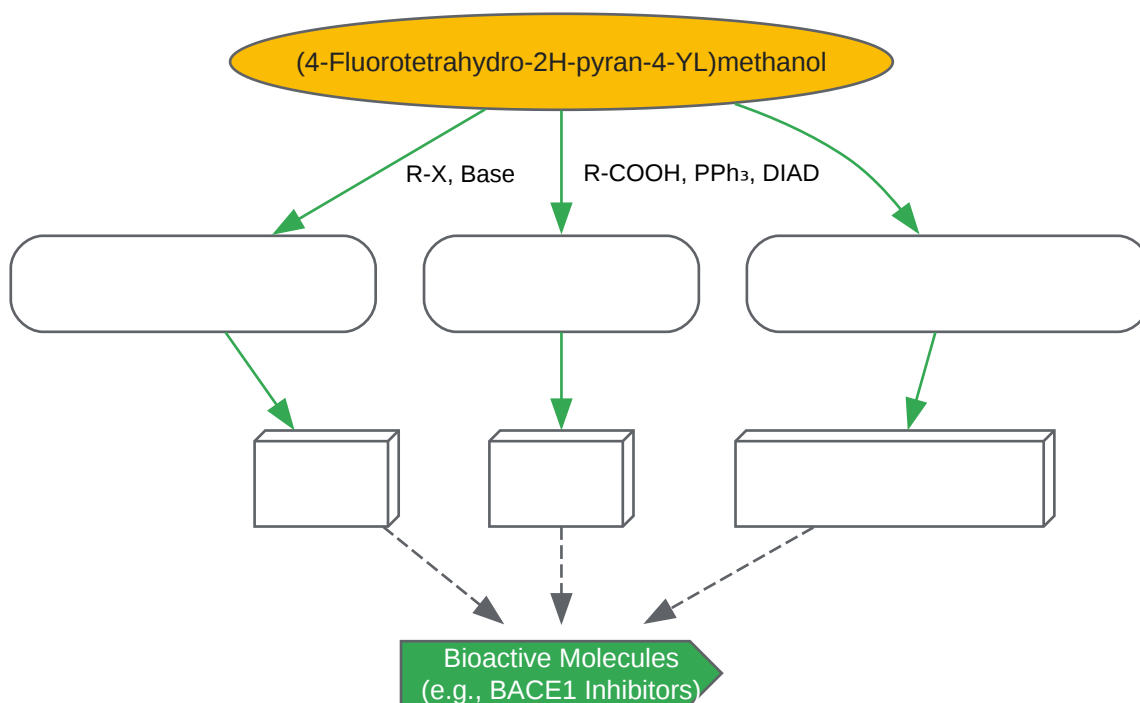 (4-Fluorotetrahydro-2H-pyran-4-YL)methanol
R-X, Base
R-COOH, PPh₃, DIAD
Bioactive Molecules
(e.g., BACE1 Inhibitors)